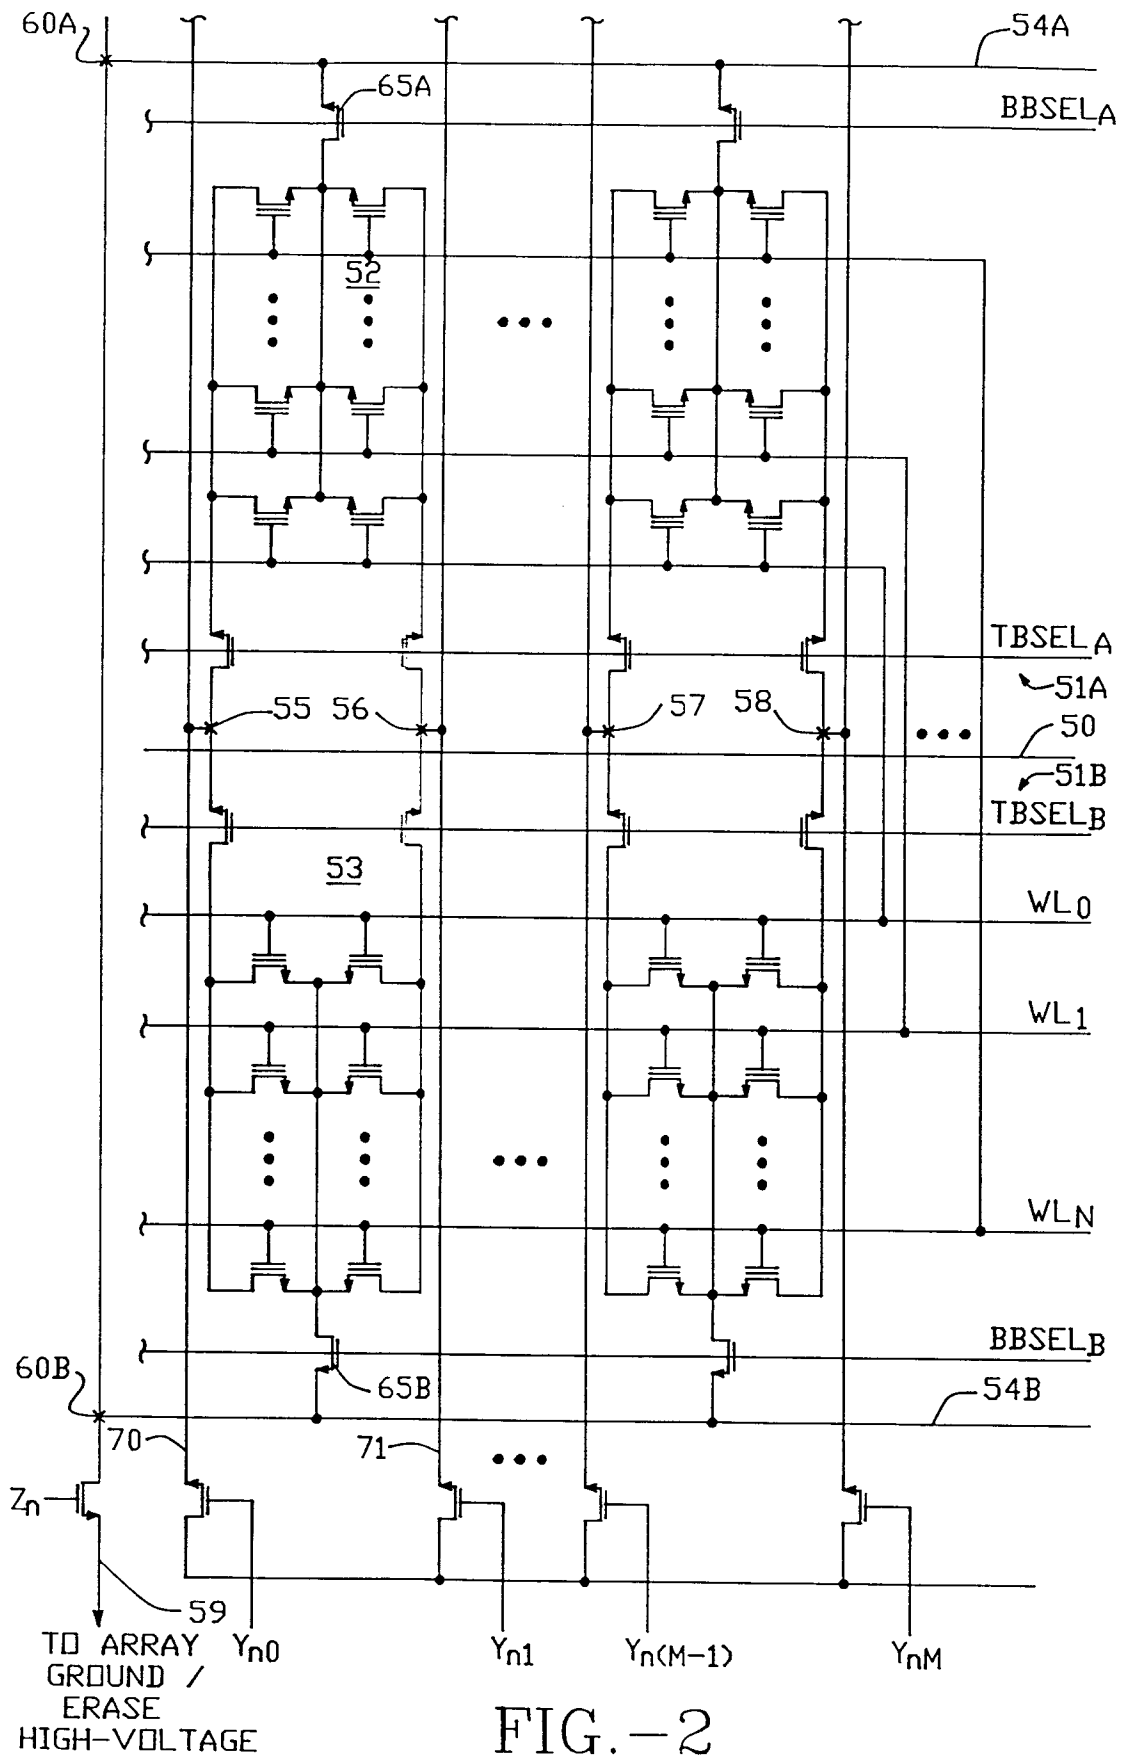 60A
54A
65A
BBSELA
52
TBSELA
51A
55
56
57
58
50
51B
TBSELB
53
WL0
WL1
WLN
BBSELB
60B
65B
54B
70
71
Zn
59
TO ARRAY
GROUND /
ERASE
HIGH-VOLTAGE
Yn0
Yn1
Yn(M-1)
YnM
FIG.-2